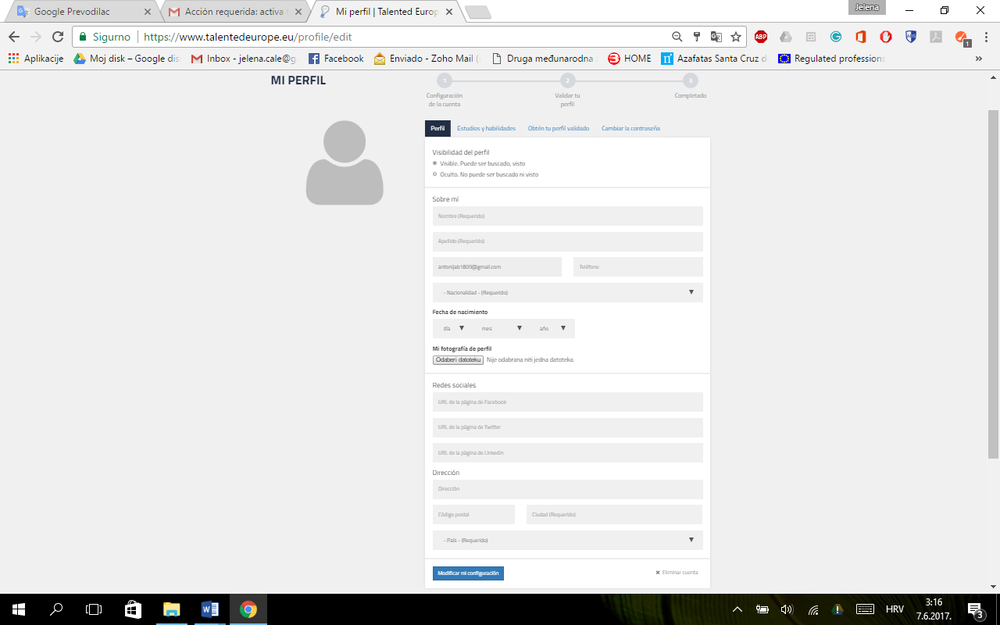 Google Prevodilac
Acción requerida: activa
Mi perfil | Talented Europ
Jelena
Sigurno
https://www.talentedeurope.eu/profile/edit
ABP
1
Aplikacije
Moj disk – Google dis
Inbox - jelena.cale@g
Facebook
Enviado - Zoho Mail (
Druga međunarodna
HOME
Azafatas Santa Cruz d
Regulated professions
»
MI PERFIL
1
2
3
Configuración
de la cuenta
Validar tu
perfil
Completado
Perfil
Estudios y habilidades
Obtén tu perfil validado
Cambiar la contraseña
Visibilidad del perfil
Visible. Puede ser buscado, visto
Oculto. No puede ser buscado ni visto
Sobre mí
Nombre (Requerido)
Apellido (Requerido)
antonijab1809@gmail.com
Teléfono
- Nacionalidad - (Requerido)
Fecha de nacimiento
día
mes
año
Mi fotografía de perfil
Odaberi datoteku
Nije odabrana niti jedna datoteka.
Redes sociales
URL de la página de Facebook
URL de la página de Twitter
URL de la página de Linkedin
Dirección
Dirección
Código postal
Ciudad (Requerido)
- País - (Requerido)
Modificar mi configuración
Eliminar cuenta
HRV
3:16
7.6.2017.
3